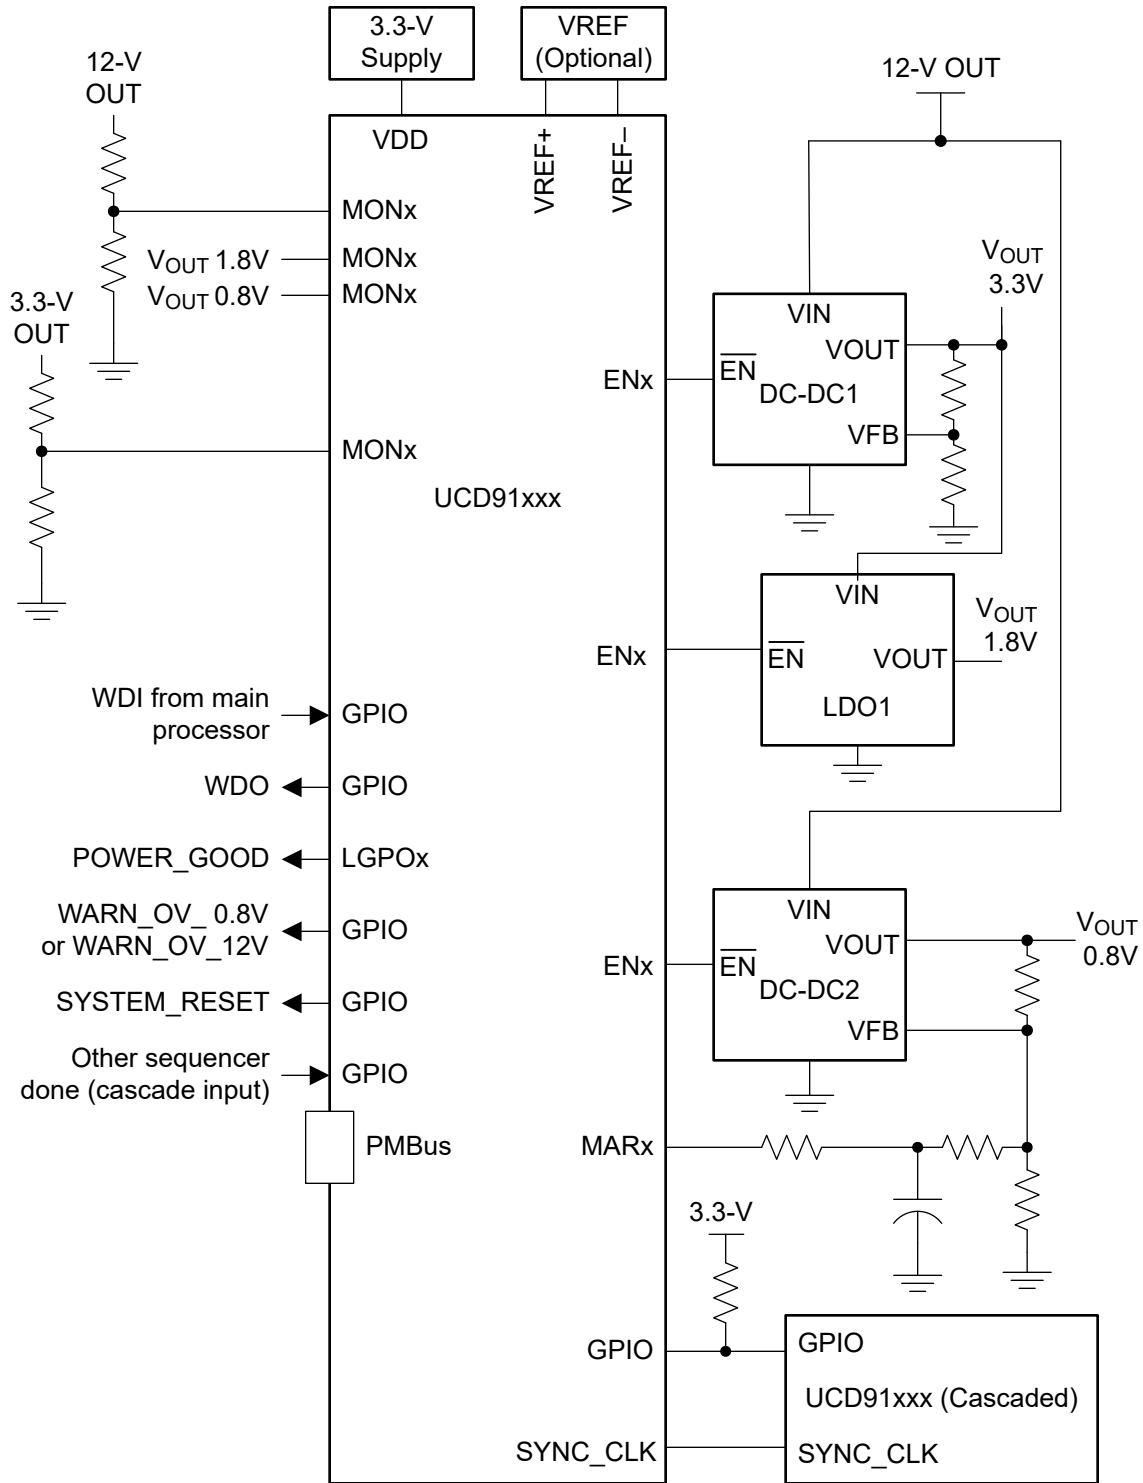 3.3-V
Supply
VREF
(Optional)
12-V
OUT
12-V OUT
VDD
VREF+
VREF–
MONx
VOUT 1.8V
MONx
VOUT 0.8V
MONx
3.3-V
OUT
MONx
UCD91xxx
VOUT
3.3V
VIN
VOUT
ENx
EN
DC-DC1
VFB
VIN
VOUT
1.8V
ENx
EN
VOUT
LDO1
WDI from main
processor
GPIO
WDO
GPIO
POWER_GOOD
LGPOx
WARN_OV_ 0.8V
or WARN_OV_12V
GPIO
SYSTEM_RESET
GPIO
Other sequencer
done (cascade input)
GPIO
PMBus
VIN
VOUT
VOUT
0.8V
ENx
EN
DC-DC2
VFB
MARx
3.3-V
GPIO
GPIO
UCD91xxx (Cascaded)
SYNC_CLK
SYNC_CLK